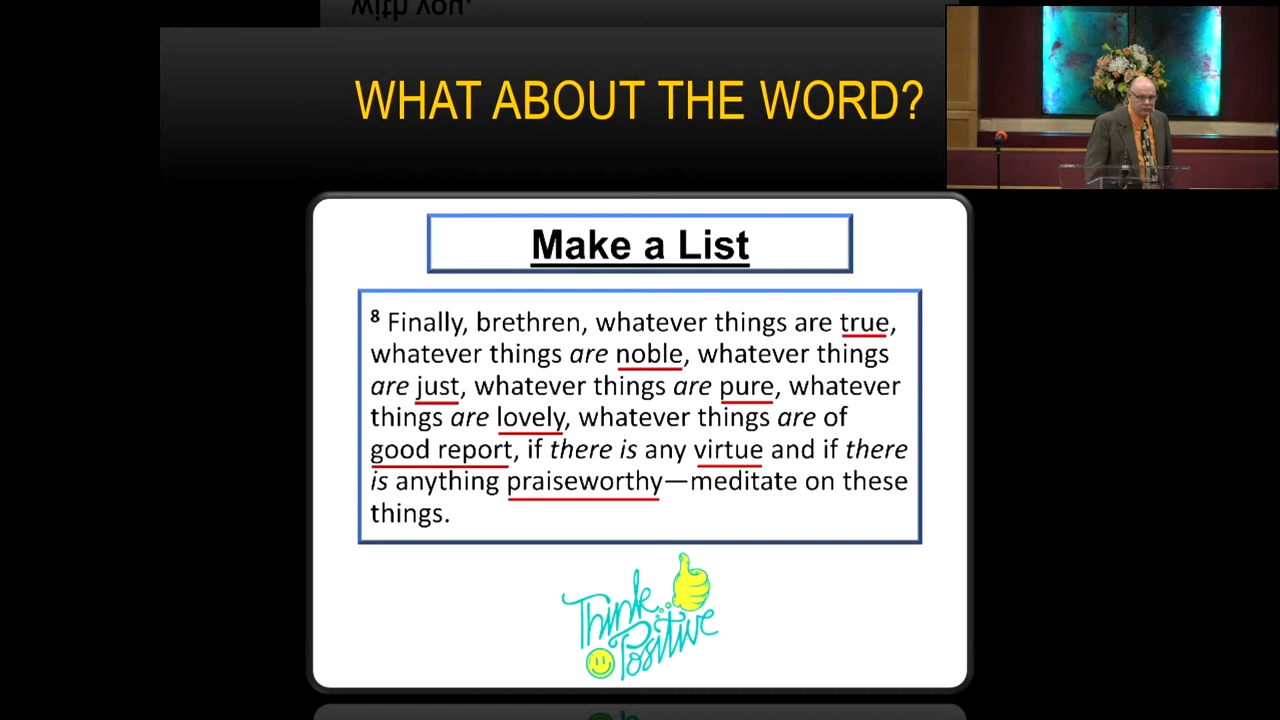 with you.
WHAT ABOUT THE WORD?
Make a List
8 Finally, brethren, whatever things are true,
whatever things are noble, whatever things
are just, whatever things are pure, whatever
things are lovely, whatever things are of
good report, if there is any virtue and if there
is anything praiseworthy—meditate on these
things.
Think
Positive